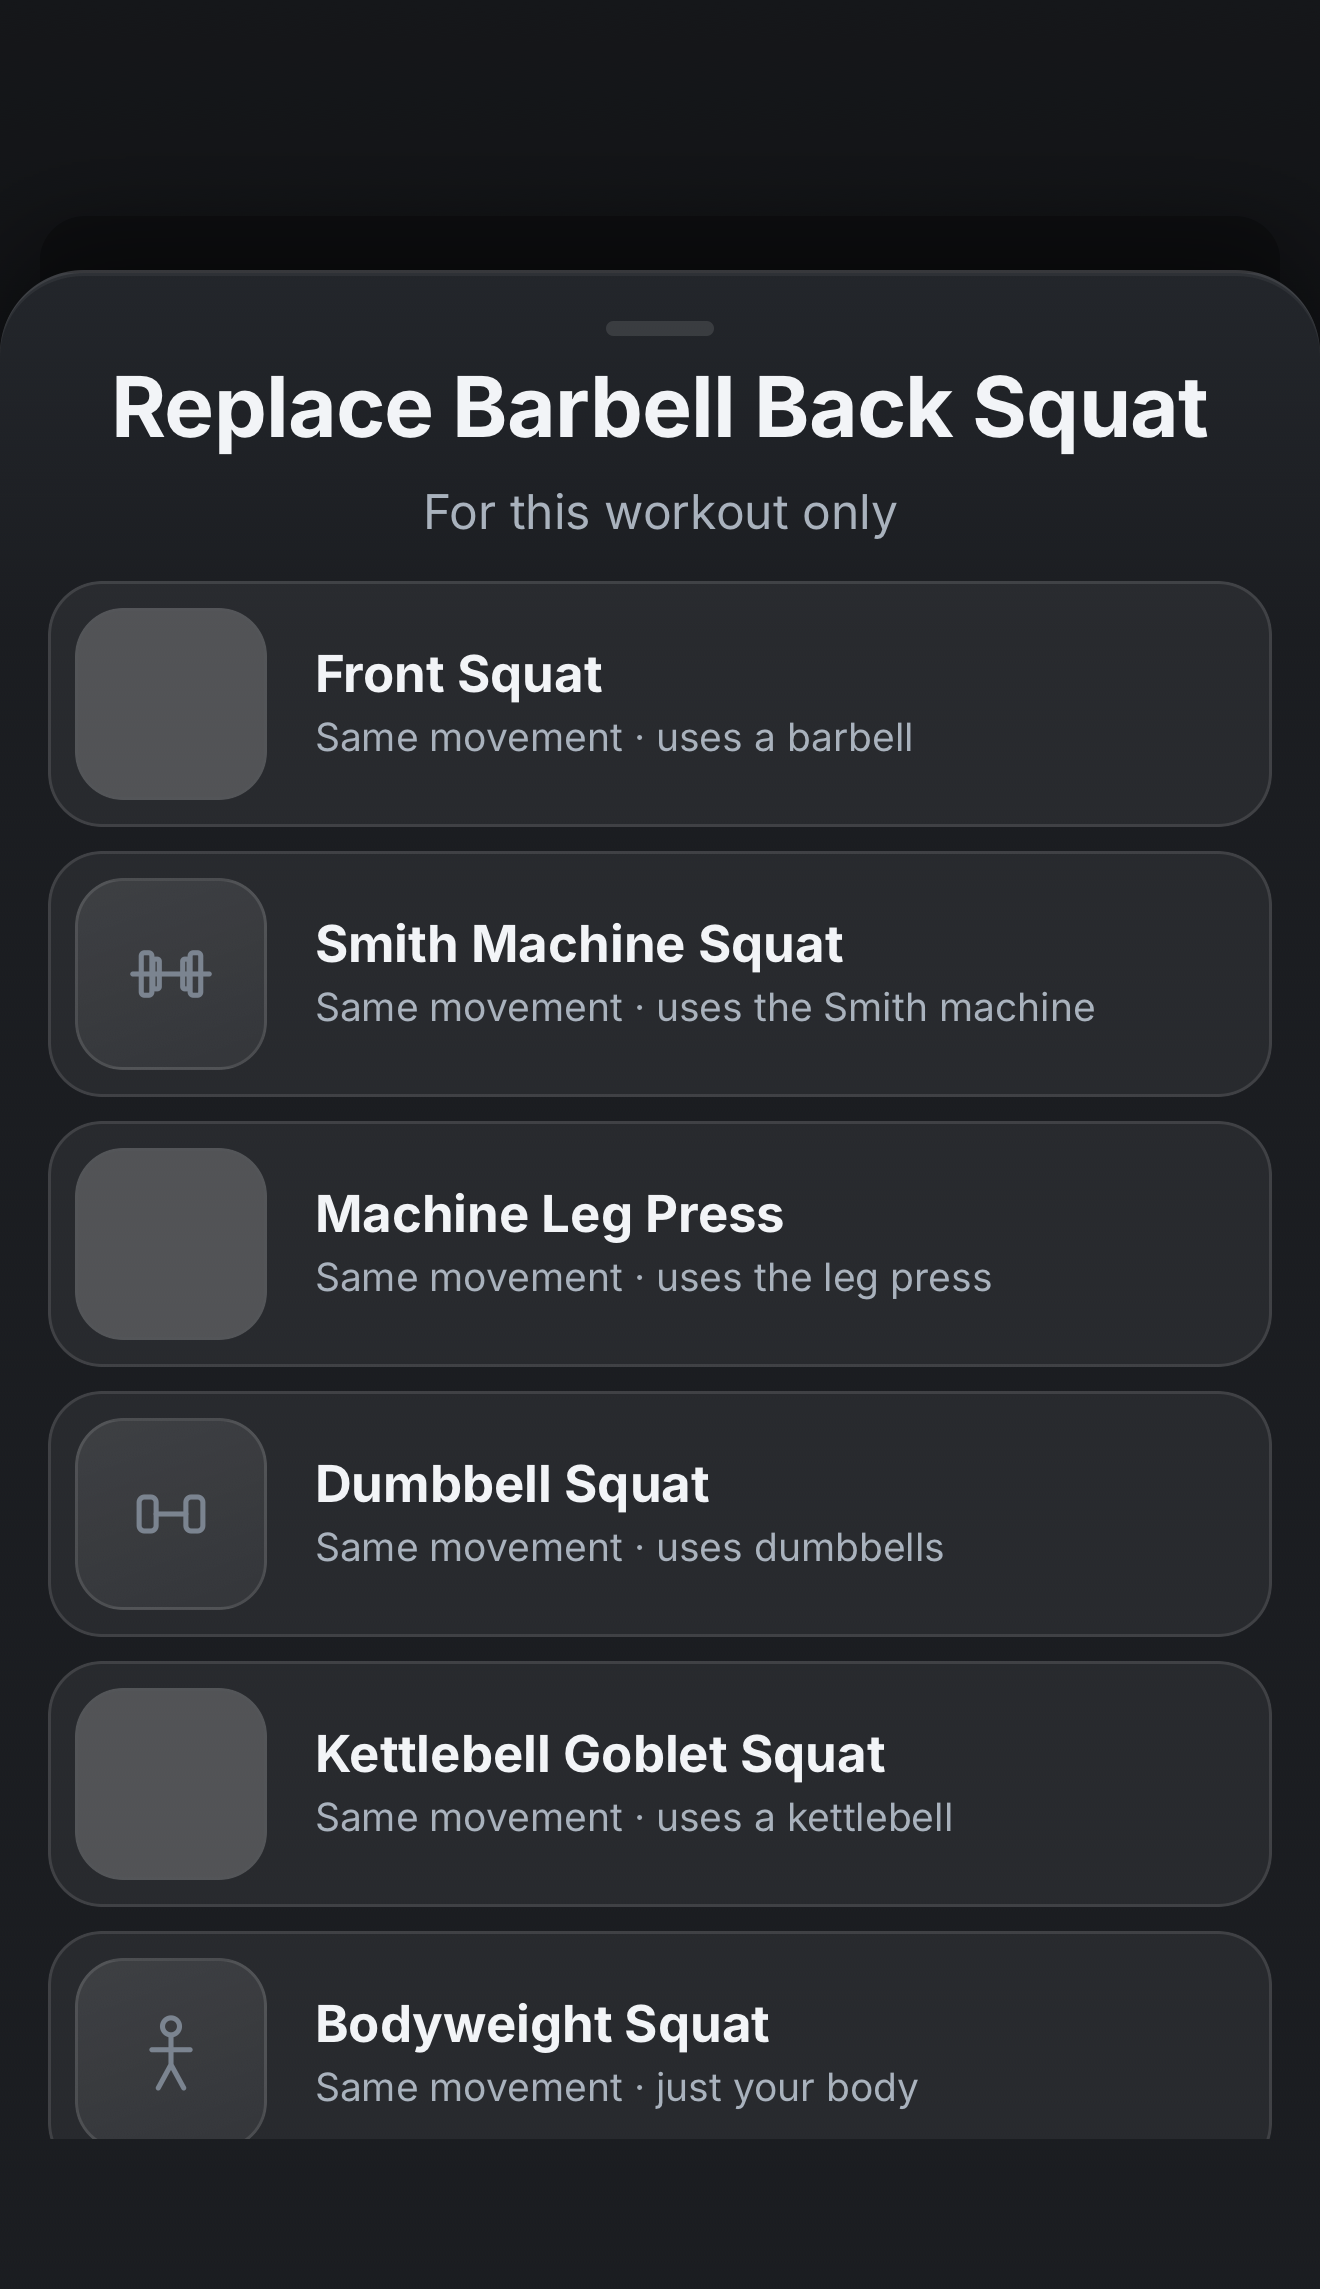 Replace Barbell Back Squat
For this workout only
Front Squat
Same movement · uses a barbell
Smith Machine Squat
Same movement · uses the Smith machine
Machine Leg Press
Same movement · uses the leg press
Dumbbell Squat
Same movement · uses dumbbells
Kettlebell Goblet Squat
Same movement · uses a kettlebell
Bodyweight Squat
Same movement · just your body